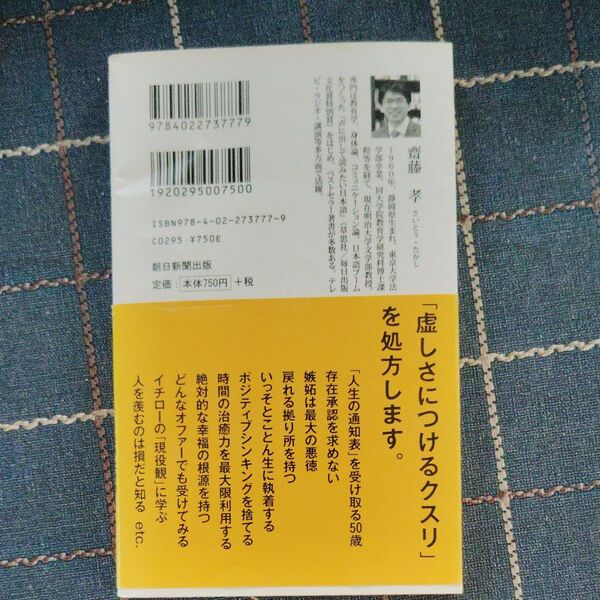 9784022737779
1920295007500
ISBN978-4-02-273777-9
C0295 ¥750E
朝日新聞出版
定価：本体750円 +税
齋藤 孝 さいとう・たかし
1960年、静岡県生まれ。東京大学法
学部卒業。同大学院教育学研究科博士課
程等を経て、現在明治大学文学部教授。
専門は教育学、身体論、コミュニケーション論。日本語ブーム
をつくった『声に出して読みたい日本語』（草思社／毎日出版
文化賞特別賞）をはじめ、ベストセラー著書が多数ある。テレ
ビ・ラジオ・講演等多方面で活躍。
「虚しさにつけるクスリ」
を処方します。
「人生の通知表」を受け取る50歳
存在承認を求めない
嫉妬は最大の悪徳
戻れる拠り所を持つ
いっそとことん生に執着する
ポジティブシンキングを捨てる
時間の治癒力を最大限利用する
絶対的な幸福の根源を持つ
どんなオファーでも受けてみる
イチローの「現役観」に学ぶ
人を羨むのは損だと知る etc.